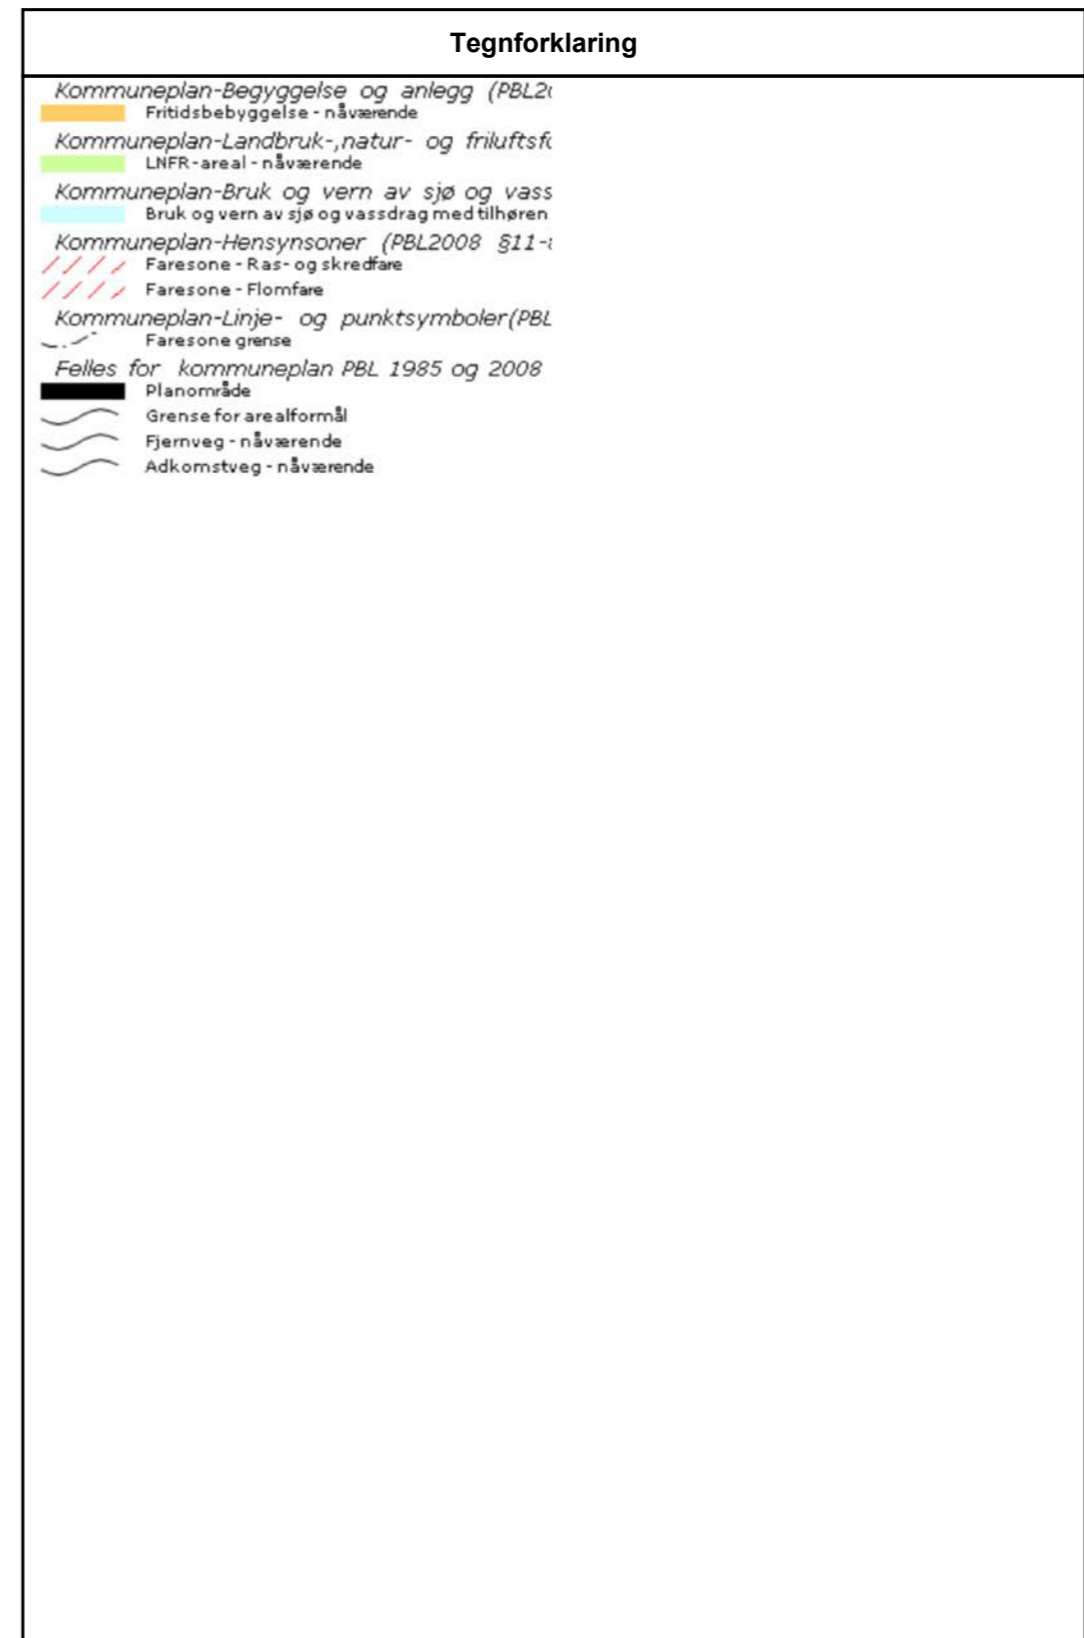 Tegnforklaring
Kommuneplan-Begyggelse og anlegg (PBL20
Fritidsbebyggelse - nåværende
Kommuneplan-Landbruk-,natur- og friluftsfo
LNFR-areal - nåværende
Kommuneplan-Bruk og vern av sjø og vass
Bruk og vern av sjø og vassdrag med tilhøren
Kommuneplan-Hensynsoner (PBL2008 §11-
Faresone - Ras- og skredfare
Faresone - Flomfare
Kommuneplan-Linje- og punktsymboler(PBL
Faresone grense
Felles for kommuneplan PBL 1985 og 2008
Planområde
Grense for arealformål
Fjernveg - nåværende
Adkomstveg - nåværende